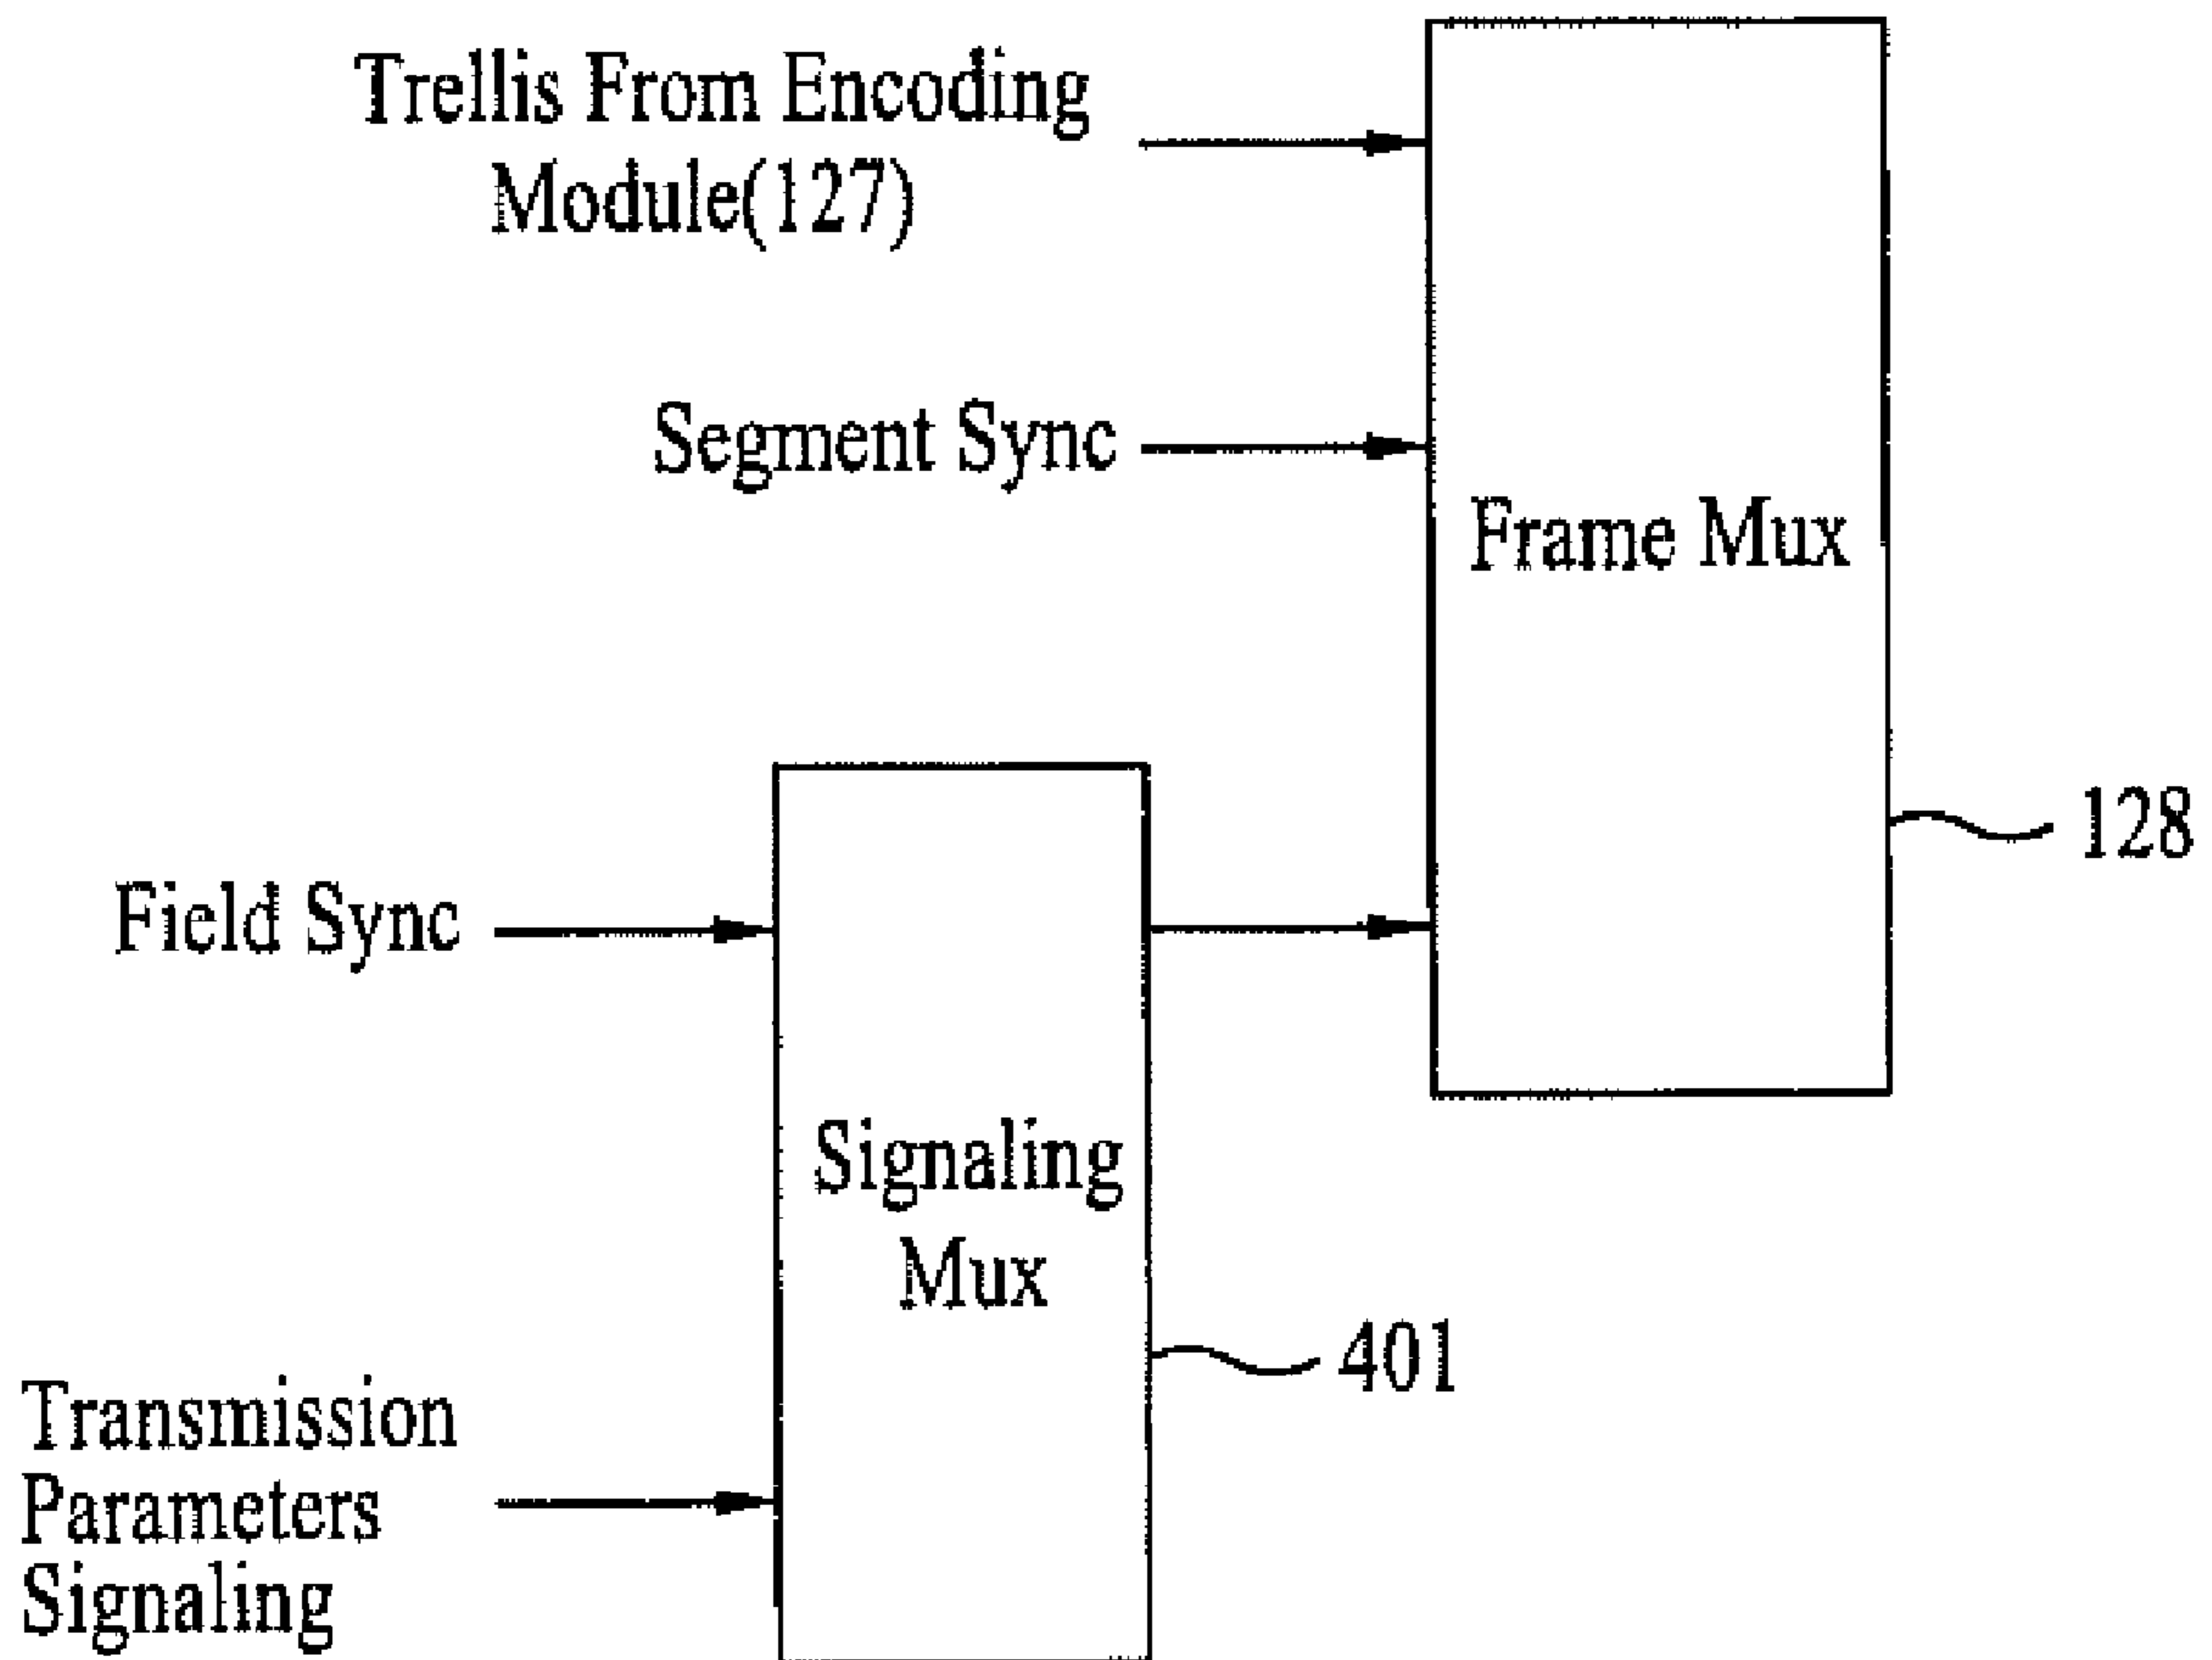 Trellis From Encoding
Module(127)
Segment Sync
Frame Mux
128
Field Sync
Signaling
Mux
401
Transmission
Parameters
Signaling